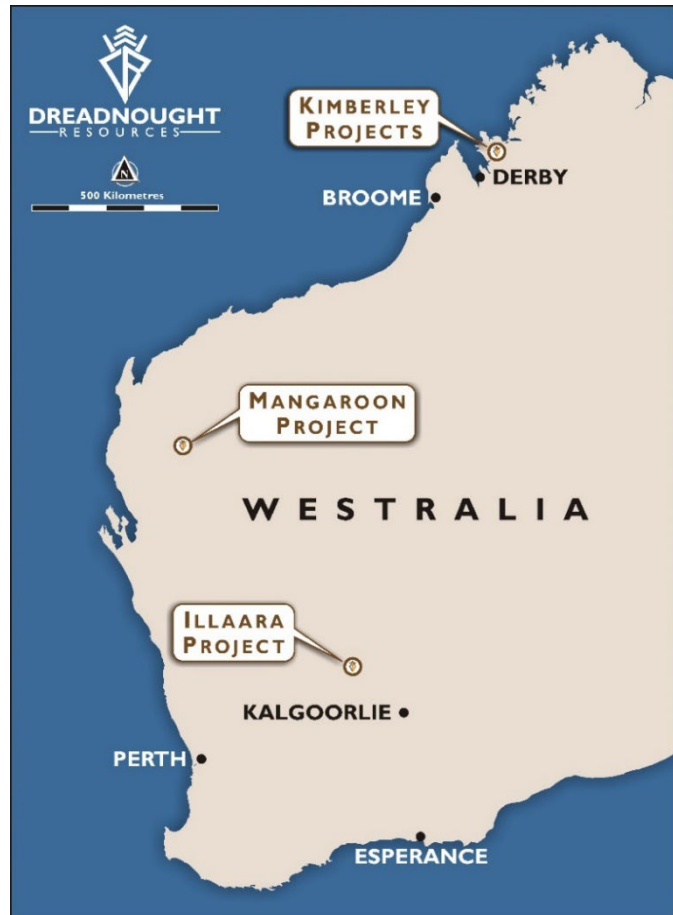 DREADNOUGHT
RESOURCES
N
500 Kilometres
KIMBERLEY
PROJECTS
DERBY
BROOME
MANGAROON
PROJECT
WESTRALIA
ILLAARA
PROJECT
KALGOORLIE
PERTH
ESPERANCE